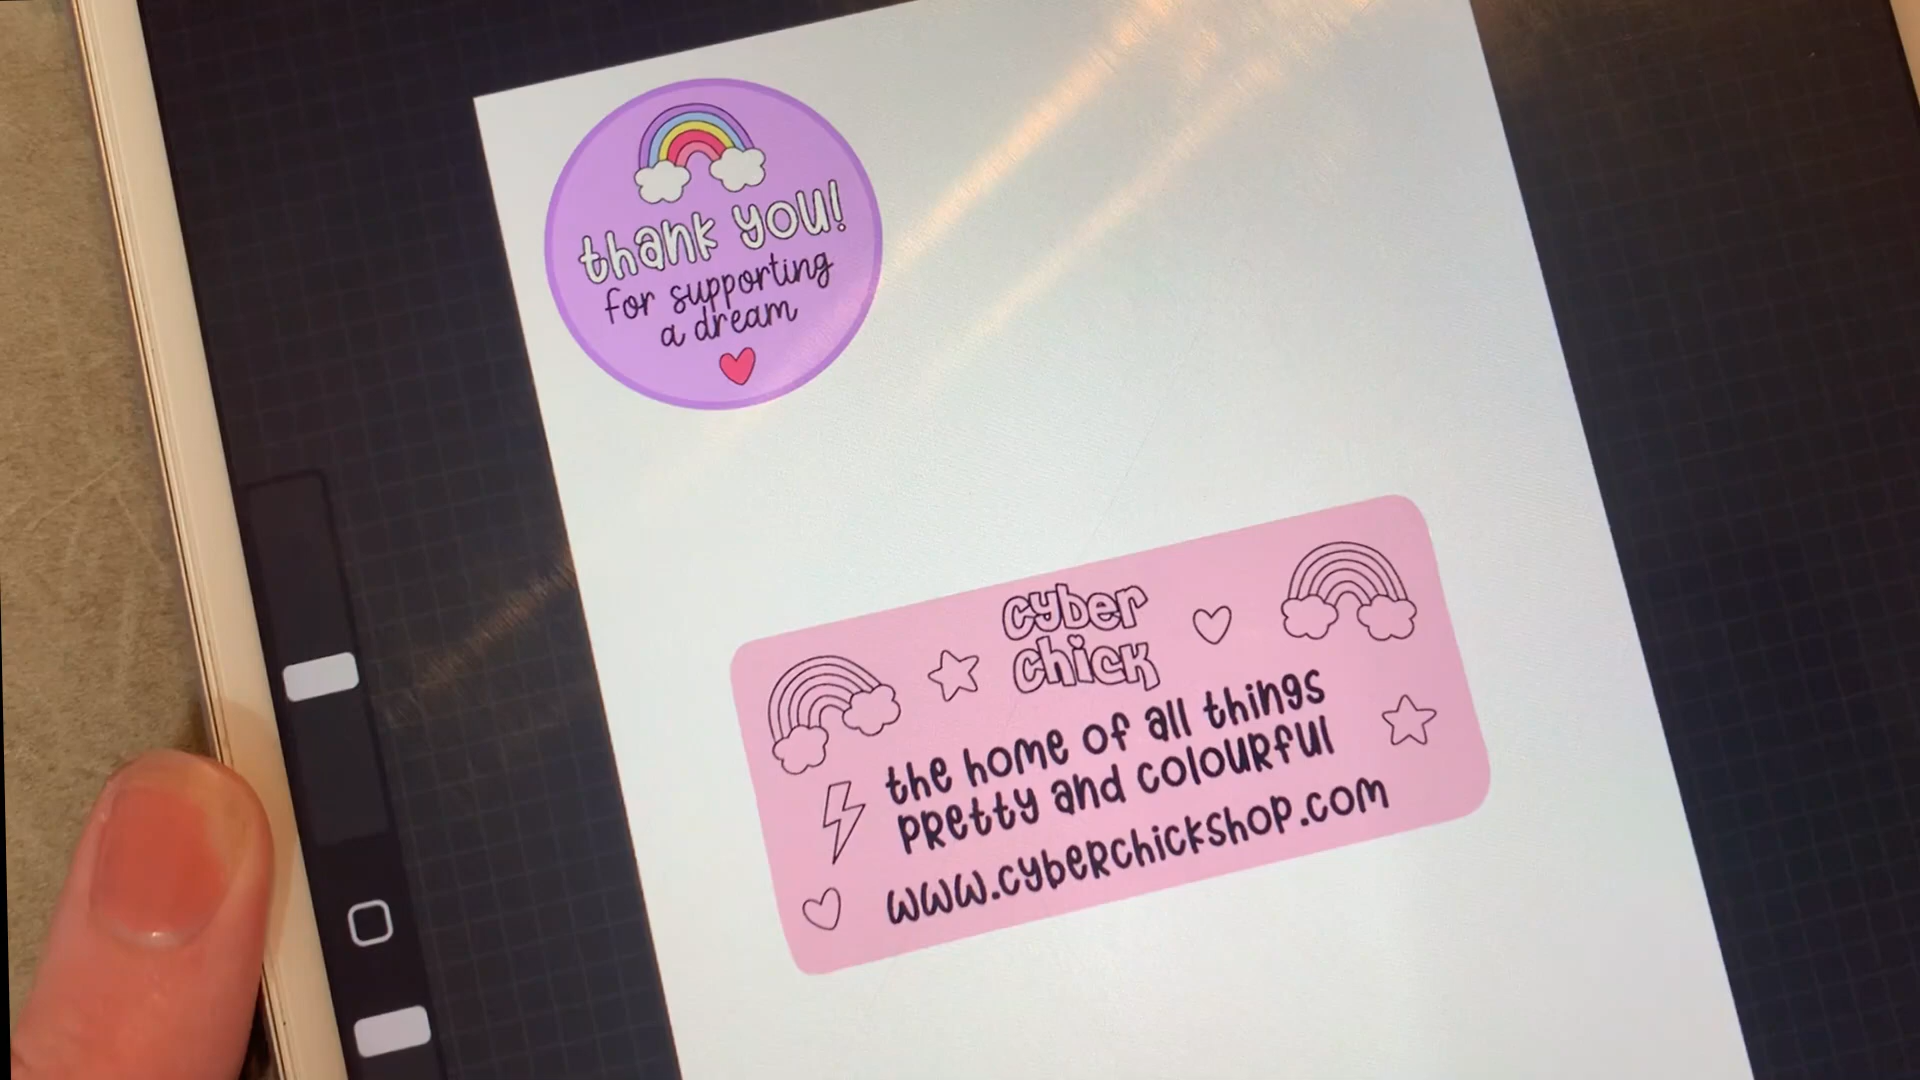 thank you!
for supporting
a dream
cyber
chick
the home of all things
pretty and colourful
www.cyberchickshop.com